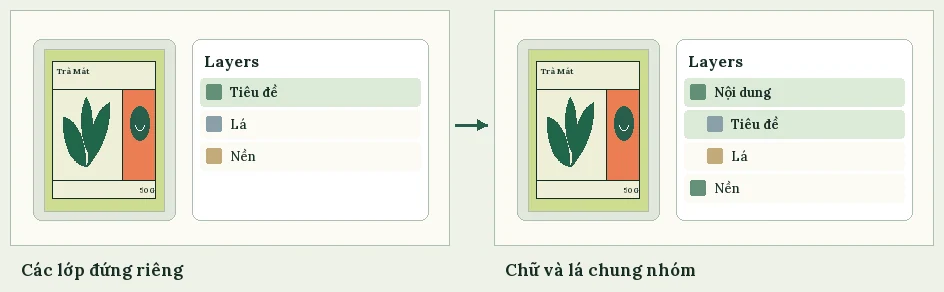 Trà Mát
50 G
Layers
Tiêu đề
Lá
Nền
Các lớp đứng riêng
Trà Mát
50 G
Layers
Nội dung
Tiêu đề
Lá
Nền
Chữ và lá chung nhóm